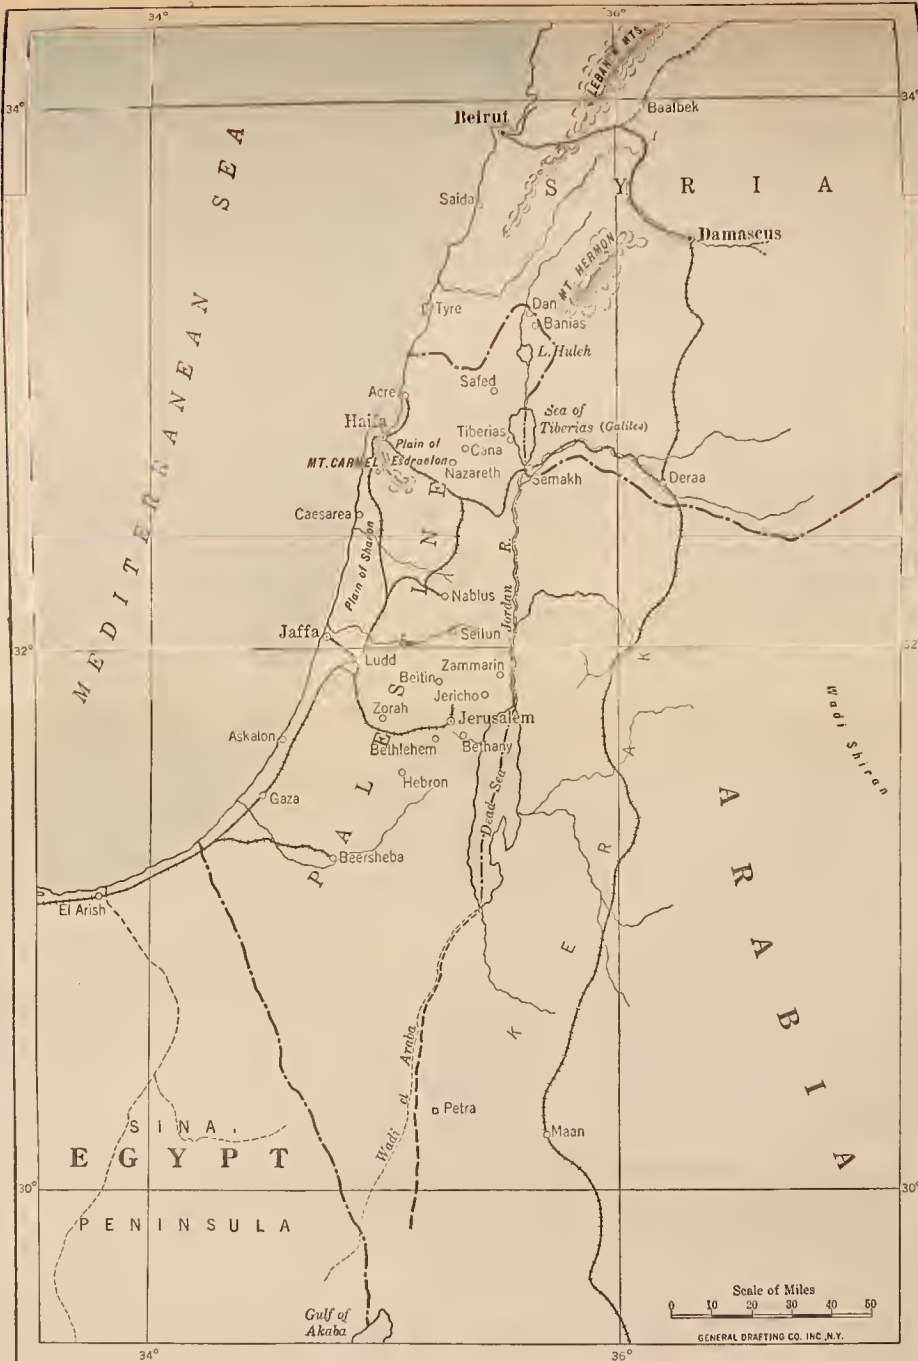 34°
36°
34°
34°
LEBAN N MTS.
Baalbek
Beirut
MEDITERRANEAN SEA
SYRIA
Saida
Damascus
MT. HERMON
Tyre
Dan
Banias
L. Huleh
Safed
Acre
Sea of
Tiberias (Galilee)
Haifa
Tiberias
Plain of
Esdraelon
Cana
MT. CARMEL
Nazareth
Semakh
Deraa
Caesarea
PALESTINE
Plain of Sharon
Jordan R.
Nablus
Jaffa
Seilun
32°
32°
Ludd
Zammarin
Beitin
Jericho
Zorah
Jerusalem
Askalon
Bethlehem
Bethany
Wadi Shiran
Hebron
Dead Sea
Gaza
KERAK
ARABIA
Beersheba
El Arish
Wadi el Araba
Petra
Maan
SINA
EGYPT
30°
30°
PENINSULA
Gulf of
Akaba
Scale of Miles
0 10 20 30 40 50
GENERAL DRAFTING CO. INC., N.Y.
34°
36°